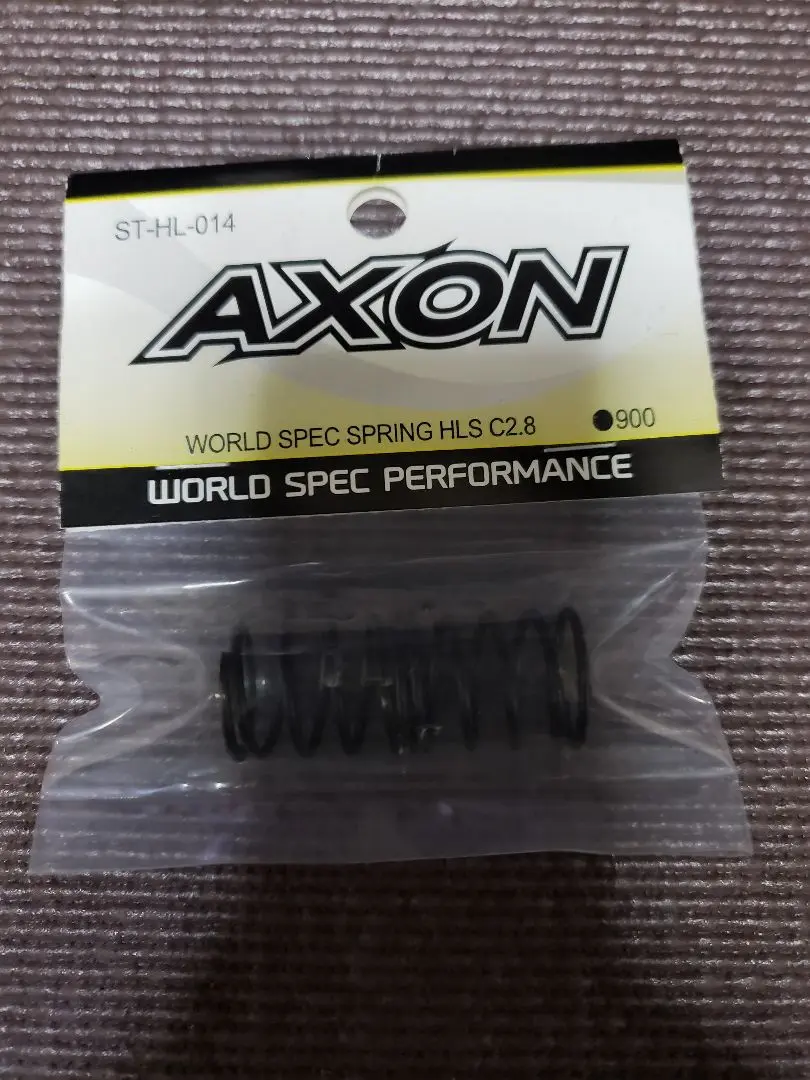 ST-HL-014
AXON
WORLD SPEC SPRING HLS C2.8 ●900
WORLD SPEC PERFORMANCE